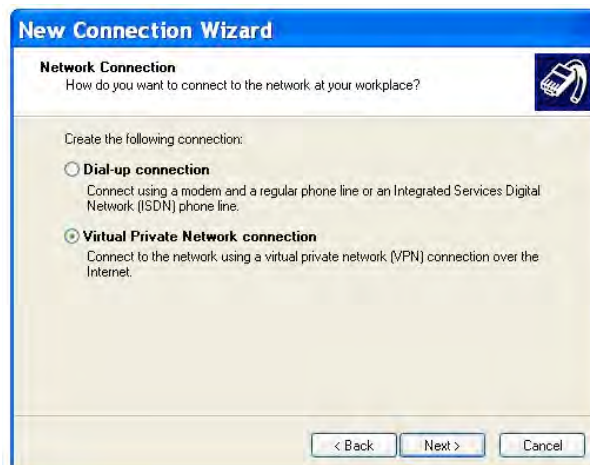 New Connection Wizard
Network Connection
How do you want to connect to the network at your workplace?
Create the following connection:
Dial-up connection
Connect using a modem and a regular phone line or an Integrated Services Digital
Network (ISDN) phone line.
Virtual Private Network connection
Connect to the network using a virtual private network (VPN) connection over the
Internet.
< Back
Next >
Cancel